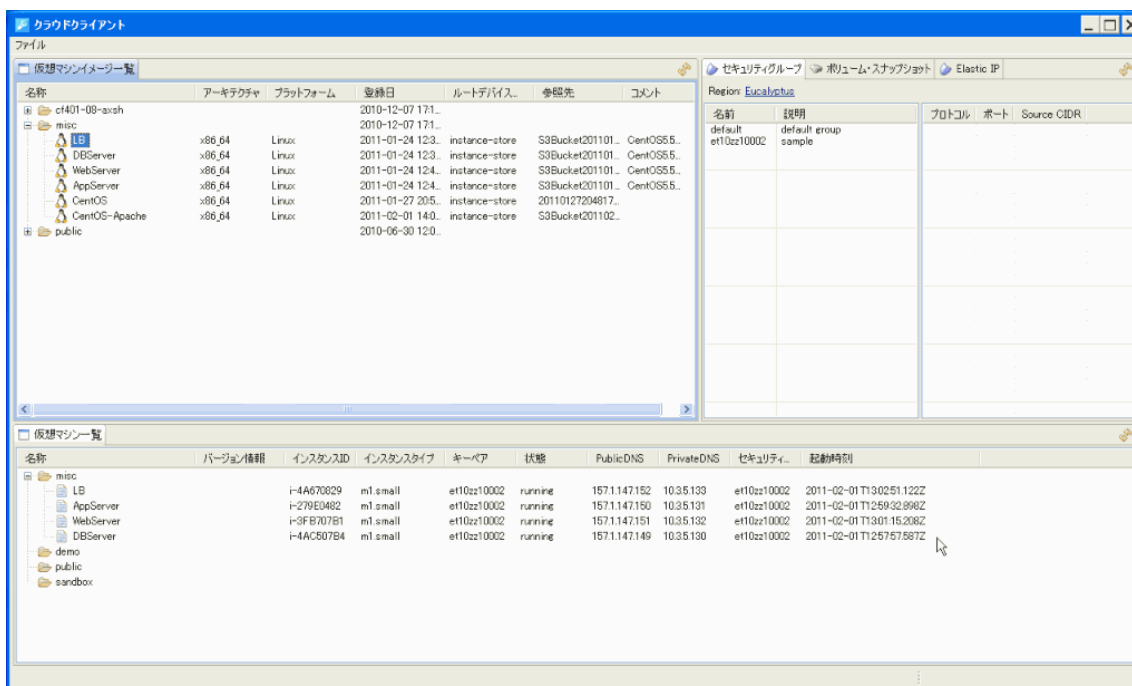 クラウドクライアント
ファイル
仮想マシンイメージ一覧
名称 アーキテクチャ プラットフォーム 登録日 ルートデバイス... 参照先 コメント
cf401-08-axsh 2010-12-07 17:1...
misc 2010-12-07 17:1...
LB x86_64 Linux 2011-01-24 12:3... instance-store S3Bucket201101... CentOS5.5...
DBServer x86_64 Linux 2011-01-24 12:3... instance-store S3Bucket201101... CentOS5.5...
WebServer x86_64 Linux 2011-01-24 12:4... instance-store S3Bucket201101... CentOS5.5...
AppServer x86_64 Linux 2011-01-24 12:4... instance-store S3Bucket201101... CentOS5.5...
CentOS x86_64 Linux 2011-01-27 20:5... instance-store 20110127204817...
CentOS-Apache x86_64 Linux 2011-02-01 14:0... instance-store S3Bucket201102...
public 2010-06-30 12:0...
セキュリティグループ ボリューム・スナップショット Elastic IP
Region: Eucalyptus
名前 説明 プロトコル ポート Source CIDR
default default group
et10zz10002 sample
仮想マシン一覧
名称 バージョン情報 インスタンスID インスタンスタイプ キーペア 状態 PublicDNS PrivateDNS セキュリティ... 起動時刻
misc
LB i-4A670829 m1.small et10zz10002 running 157.1.147.152 10.3.5.133 et10zz10002 2011-02-01T13:02:51.122Z
AppServer i-279E0482 m1.small et10zz10002 running 157.1.147.150 10.3.5.131 et10zz10002 2011-02-01T12:59:32.898Z
WebServer i-3FB707B1 m1.small et10zz10002 running 157.1.147.151 10.3.5.132 et10zz10002 2011-02-01T13:01:15.208Z
DBServer i-4AC507B4 m1.small et10zz10002 running 157.1.147.149 10.3.5.130 et10zz10002 2011-02-01T12:57:57.587Z
demo
public
sandbox